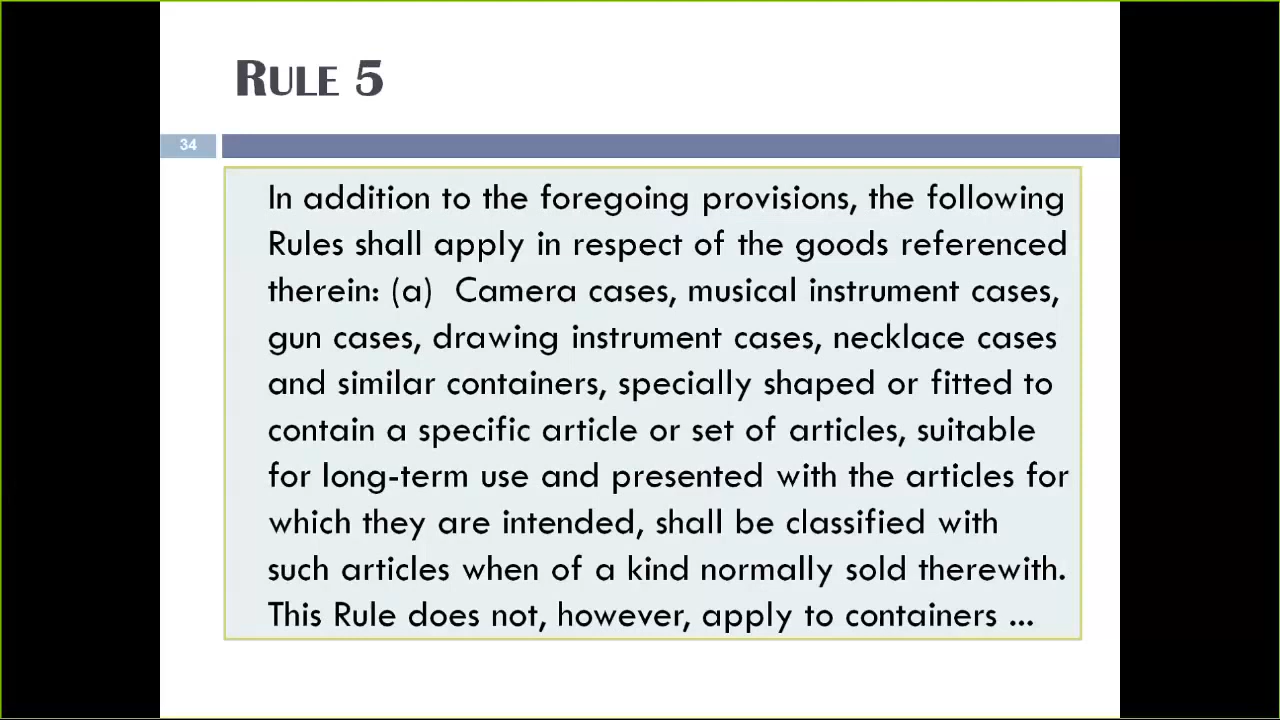 RULE 5
34
In addition to the foregoing provisions, the following
Rules shall apply in respect of the goods referenced
therein: (a) Camera cases, musical instrument cases,
gun cases, drawing instrument cases, necklace cases
and similar containers, specially shaped or fitted to
contain a specific article or set of articles, suitable
for long-term use and presented with the articles for
which they are intended, shall be classified with
such articles when of a kind normally sold therewith.
This Rule does not, however, apply to containers ...